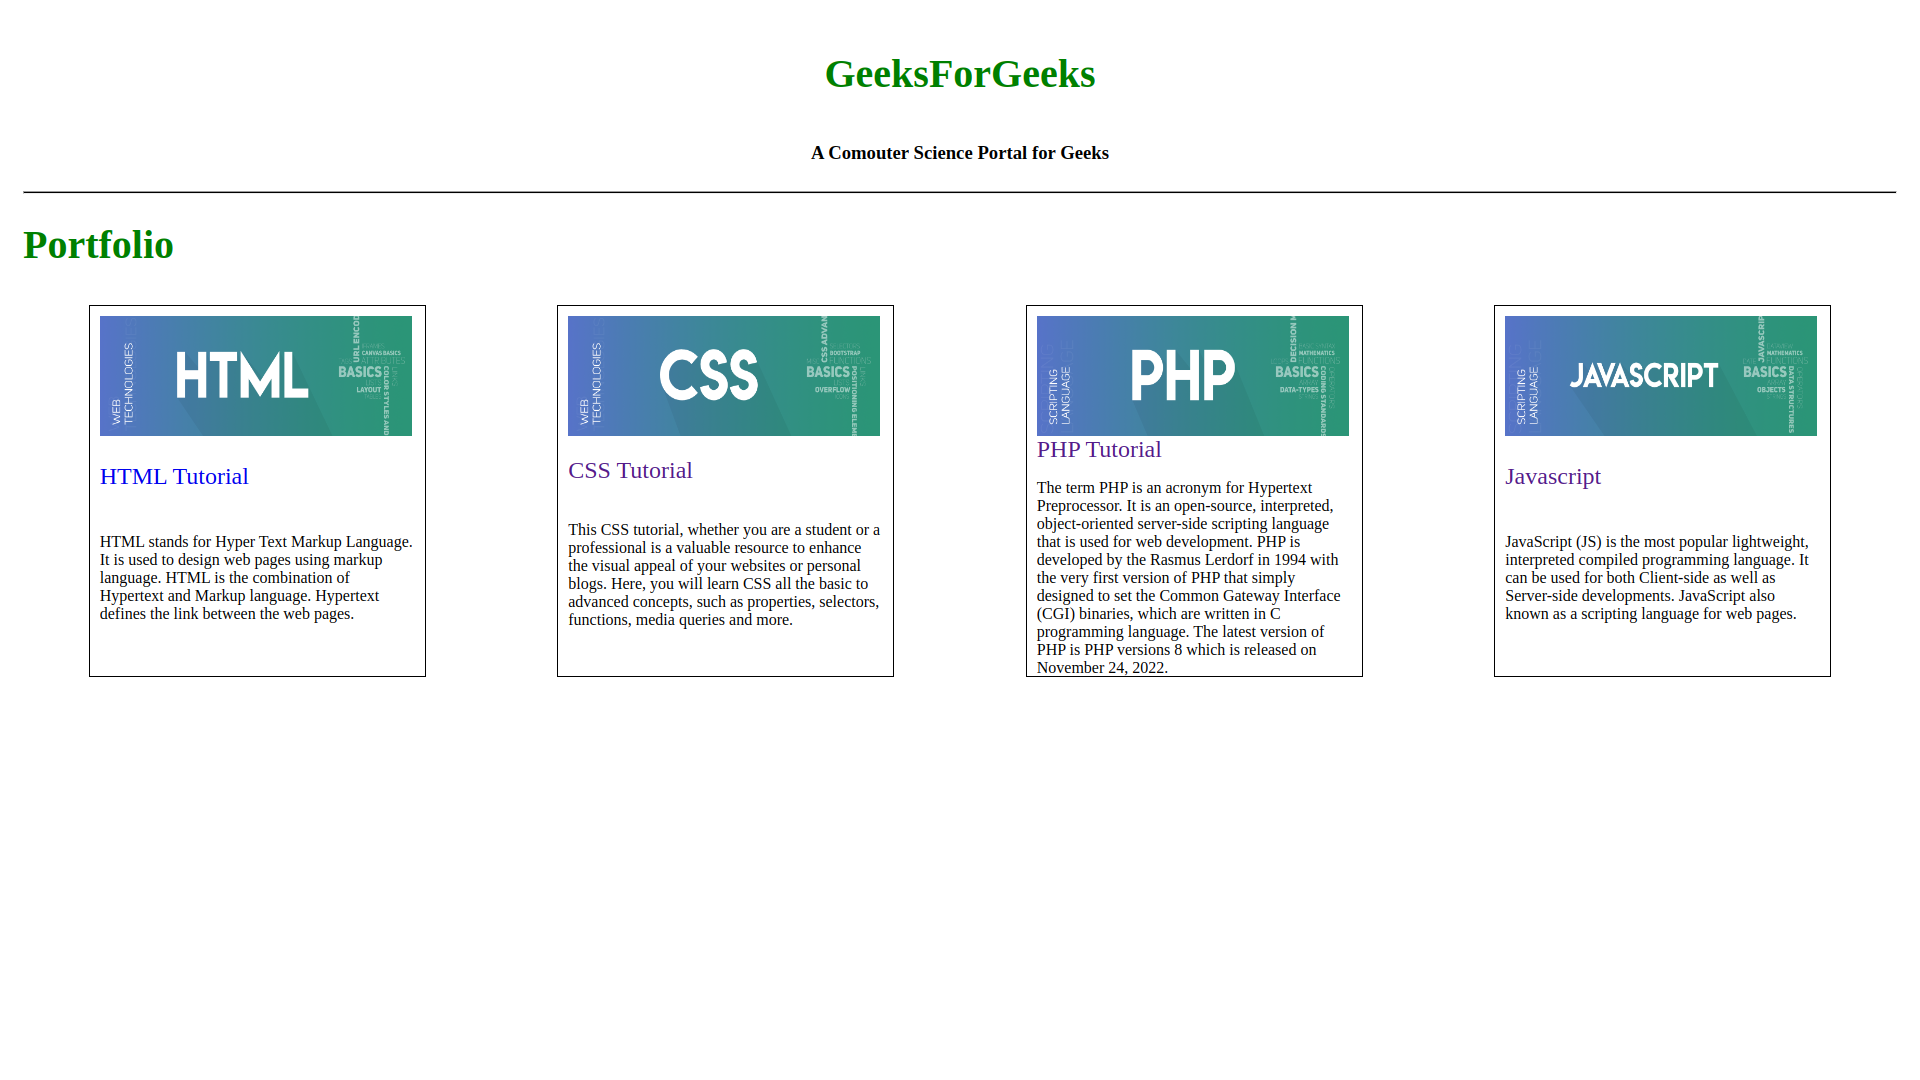 GeeksForGeeks
A Comouter Science Portal for Geeks
Portfolio
WEB
TECHNOLOGIES
HTML
URL ENCOD
CANVAS BASICS
ATTRIBUTES
BASICS
LAYOUT
COLOR STYLES AND
HTML Tutorial
HTML stands for Hyper Text Markup Language.
It is used to design web pages using markup
language. HTML is the combination of
Hypertext and Markup language. Hypertext
defines the link between the web pages.
WEB
TECHNOLOGIES
CSS
CSS ADVAN
BOOTSTRAP
FUNCTIONS
BASICS
OVERFLOW
POSITIONING ELEME
CSS Tutorial
This CSS tutorial, whether you are a student or a
professional is a valuable resource to enhance
the visual appeal of your websites or personal
blogs. Here, you will learn CSS all the basic to
advanced concepts, such as properties, selectors,
functions, media queries and more.
SCRIPTING
LANGUAGE
PHP
DECISION M
MATHEMATICS
FUNCTIONS
BASICS
DATA-TYPES
CODING STANDARDS
PHP Tutorial
The term PHP is an acronym for Hypertext
Preprocessor. It is an open-source, interpreted,
object-oriented server-side scripting language
that is used for web development. PHP is
developed by the Rasmus Lerdorf in 1994 with
the very first version of PHP that simply
designed to set the Common Gateway Interface
(CGI) binaries, which are written in C
programming language. The latest version of
PHP is PHP versions 8 which is released on
November 24, 2022.
SCRIPTING
LANGUAGE
JAVASCRIPT
JAVASCRIP
MATHEMATICS
FUNCTIONS
BASICS
OBJECTS
DATA STRUCTURES
Javascript
JavaScript (JS) is the most popular lightweight,
interpreted compiled programming language. It
can be used for both Client-side as well as
Server-side developments. JavaScript also
known as a scripting language for web pages.